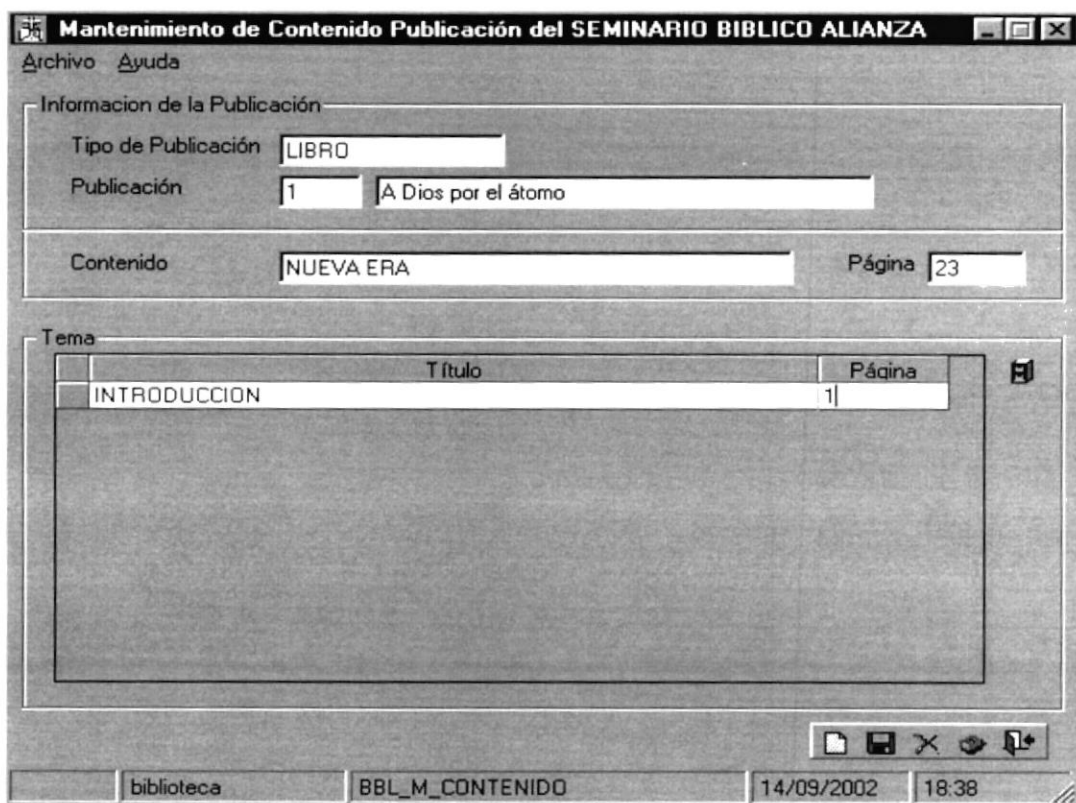 Mantenimiento de Contenido Publicación del SEMINARIO BIBLICO ALIANZA
Archivo Ayuda
Informacion de la Publicación
Tipo de Publicación LIBRO
Publicación 1 A Dios por el átomo
Contenido NUEVA ERA Página 23
Tema
Título Página
INTRODUCCION 1
biblioteca BBL_M_CONTENIDO 14/09/2002 18:38